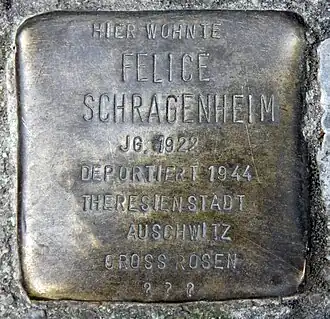 HIER WOHNTE
FELICE
SCHRAGENHEIM
JG. 1922
DEPORTIERT 1944
THERESIENSTADT
AUSCHWITZ
GROSS ROSEN
? ? ?